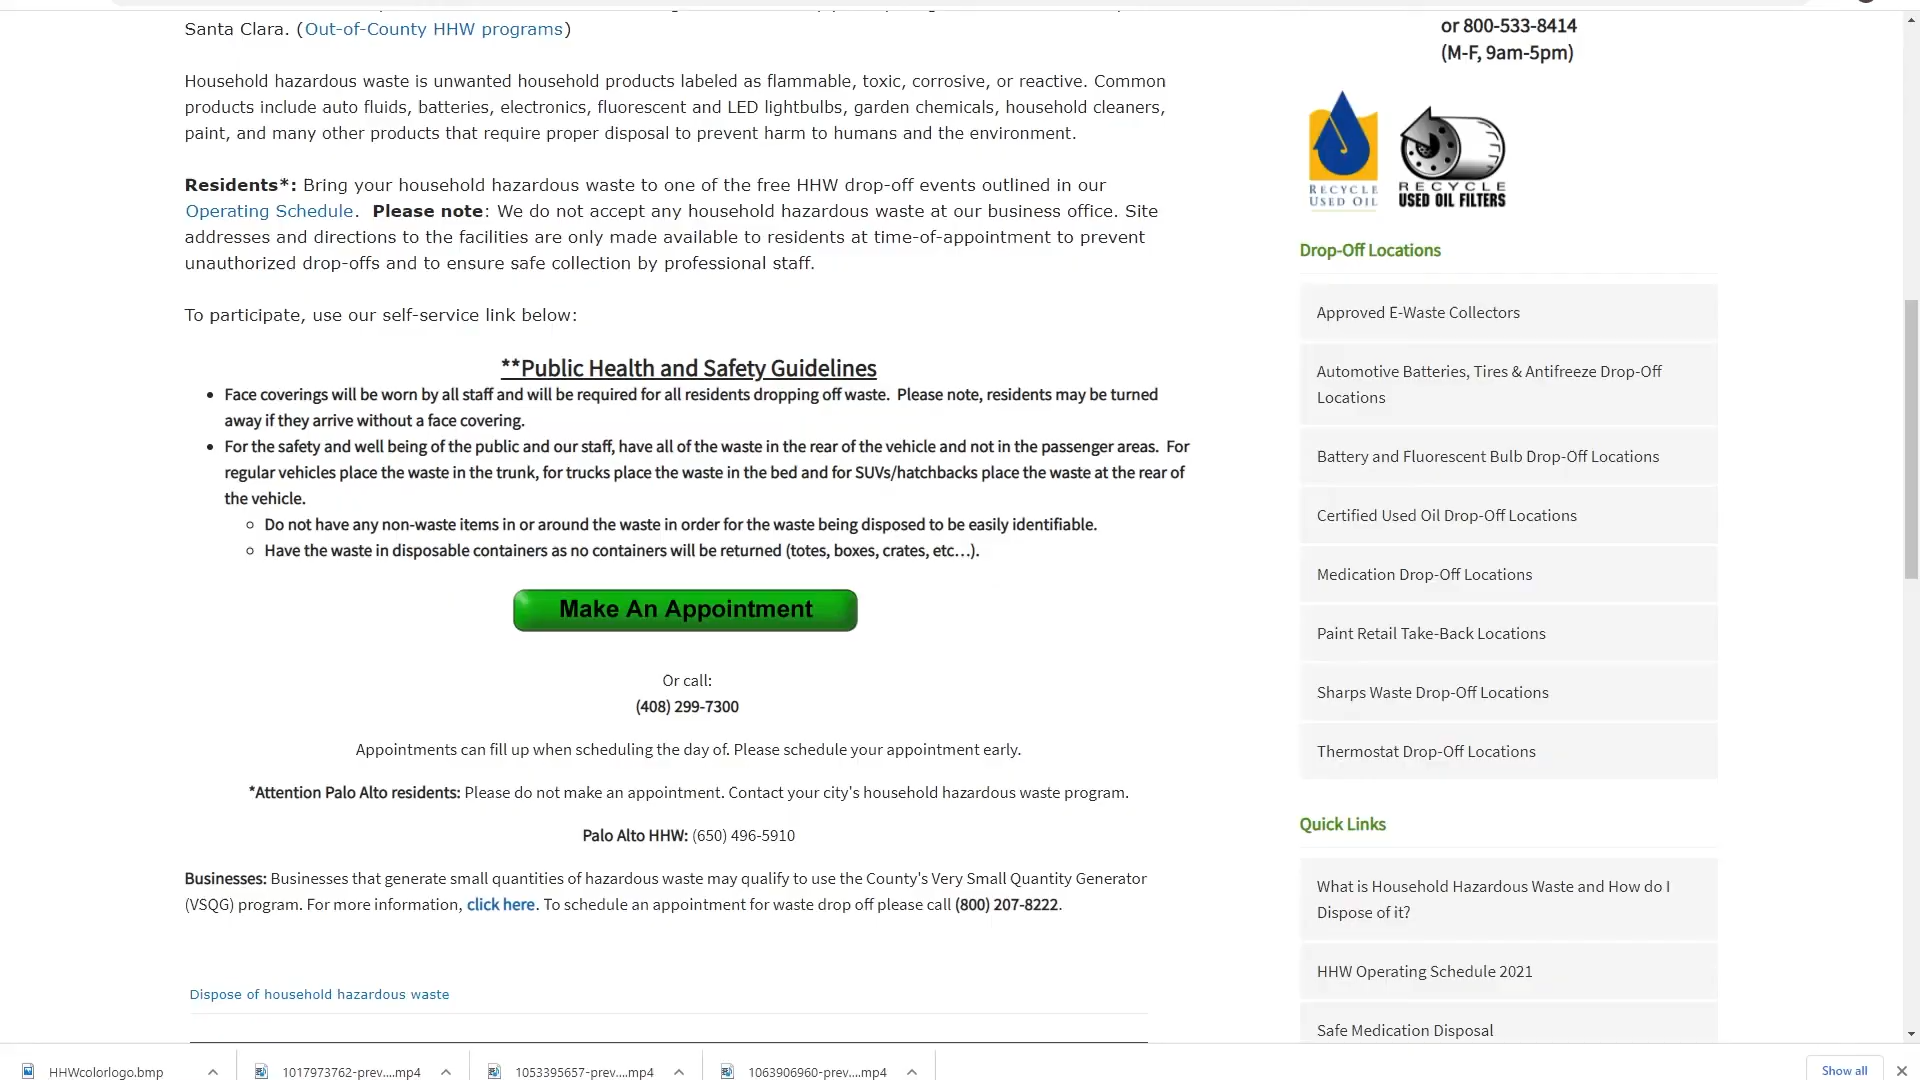 Santa Clara. (Out-of-County HHW programs)
Household hazardous waste is unwanted household products labeled as flammable, toxic, corrosive, or reactive. Common
products include auto fluids, batteries, electronics, fluorescent and LED lightbulbs, garden chemicals, household cleaners,
paint, and many other products that require proper disposal to prevent harm to humans and the environment.
Residents*: Bring your household hazardous waste to one of the free HHW drop-off events outlined in our
Operating Schedule. Please note: We do not accept any household hazardous waste at our business office. Site
addresses and directions to the facilities are only made available to residents at time-of-appointment to prevent
unauthorized drop-offs and to ensure safe collection by professional staff.
To participate, use our self-service link below:
**Public Health and Safety Guidelines
• Face coverings will be worn by all staff and will be required for all residents dropping off waste. Please note, residents may be turned
away if they arrive without a face covering.
• For the safety and well being of the public and our staff, have all of the waste in the rear of the vehicle and not in the passenger areas. For
regular vehicles place the waste in the trunk, for trucks place the waste in the bed and for SUVs/hatchbacks place the waste at the rear of
the vehicle.
◦ Do not have any non-waste items in or around the waste in order for the waste being disposed to be easily identifiable.
◦ Have the waste in disposable containers as no containers will be returned (totes, boxes, crates, etc…).
Make An Appointment
Or call:
(408) 299-7300
Appointments can fill up when scheduling the day of. Please schedule your appointment early.
*Attention Palo Alto residents: Please do not make an appointment. Contact your city's household hazardous waste program.
Palo Alto HHW: (650) 496-5910
Businesses: Businesses that generate small quantities of hazardous waste may qualify to use the County's Very Small Quantity Generator
(VSQG) program. For more information, click here. To schedule an appointment for waste drop off please call (800) 207-8222.
Dispose of household hazardous waste
or 800-533-8414
(M-F, 9am-5pm)
RECYCLE
USED OIL
RECYCLE
USED OIL FILTERS
Drop-Off Locations
Approved E-Waste Collectors
Automotive Batteries, Tires & Antifreeze Drop-Off
Locations
Battery and Fluorescent Bulb Drop-Off Locations
Certified Used Oil Drop-Off Locations
Medication Drop-Off Locations
Paint Retail Take-Back Locations
Sharps Waste Drop-Off Locations
Thermostat Drop-Off Locations
Quick Links
What is Household Hazardous Waste and How do I
Dispose of it?
HHW Operating Schedule 2021
Safe Medication Disposal
HHWcolorlogo.bmp
1017973762-prev....mp4
1053395657-prev....mp4
1063906960-prev....mp4
Show all